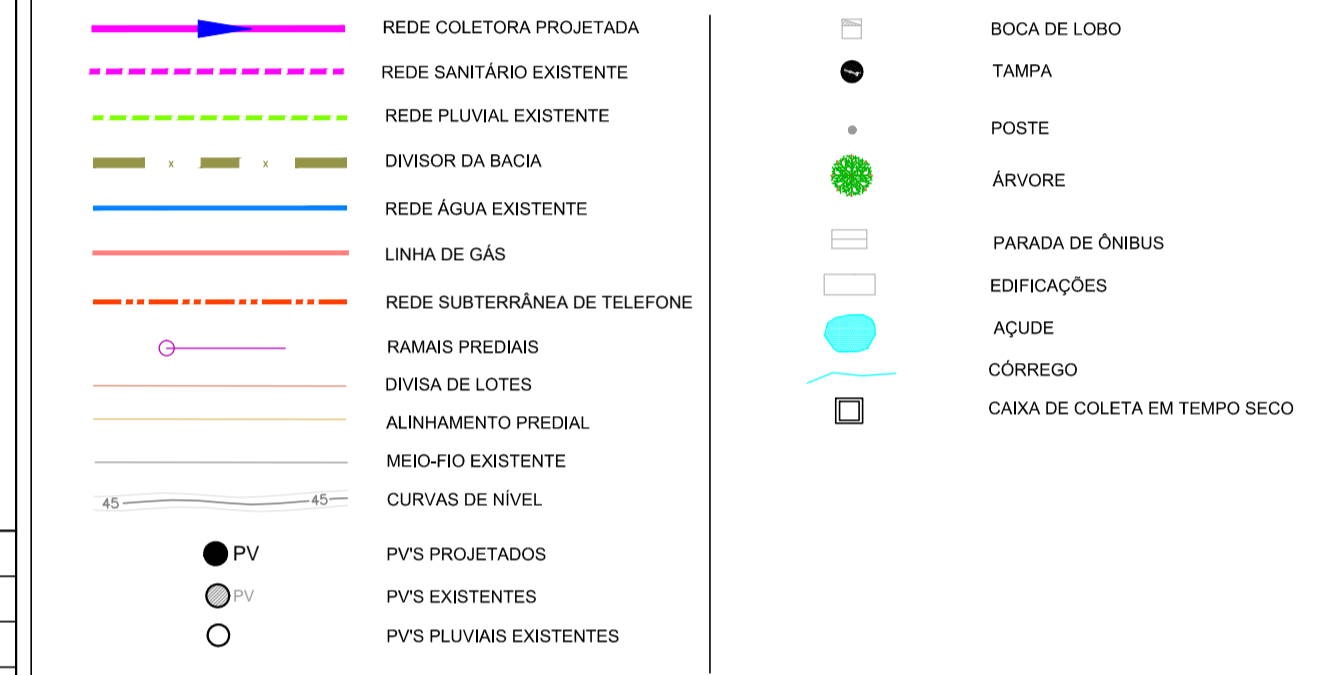 REDE COLETORA PROJETADA
REDE SANITÁRIO EXISTENTE
REDE PLUVIAL EXISTENTE
x x DIVISOR DA BACIA
REDE ÁGUA EXISTENTE
LINHA DE GÁS
REDE SUBTERRÂNEA DE TELEFONE
RAMAIS PREDIAIS
DIVISA DE LOTES
ALINHAMENTO PREDIAL
MEIO-FIO EXISTENTE
45 45 CURVAS DE NÍVEL
PV PV'S PROJETADOS
PV PV'S EXISTENTES
PV'S PLUVIAIS EXISTENTES
BOCA DE LOBO
TAMPA
POSTE
ÁRVORE
PARADA DE ÔNIBUS
EDIFICAÇÕES
AÇUDE
CÓRREGO
CAIXA DE COLETA EM TEMPO SECO